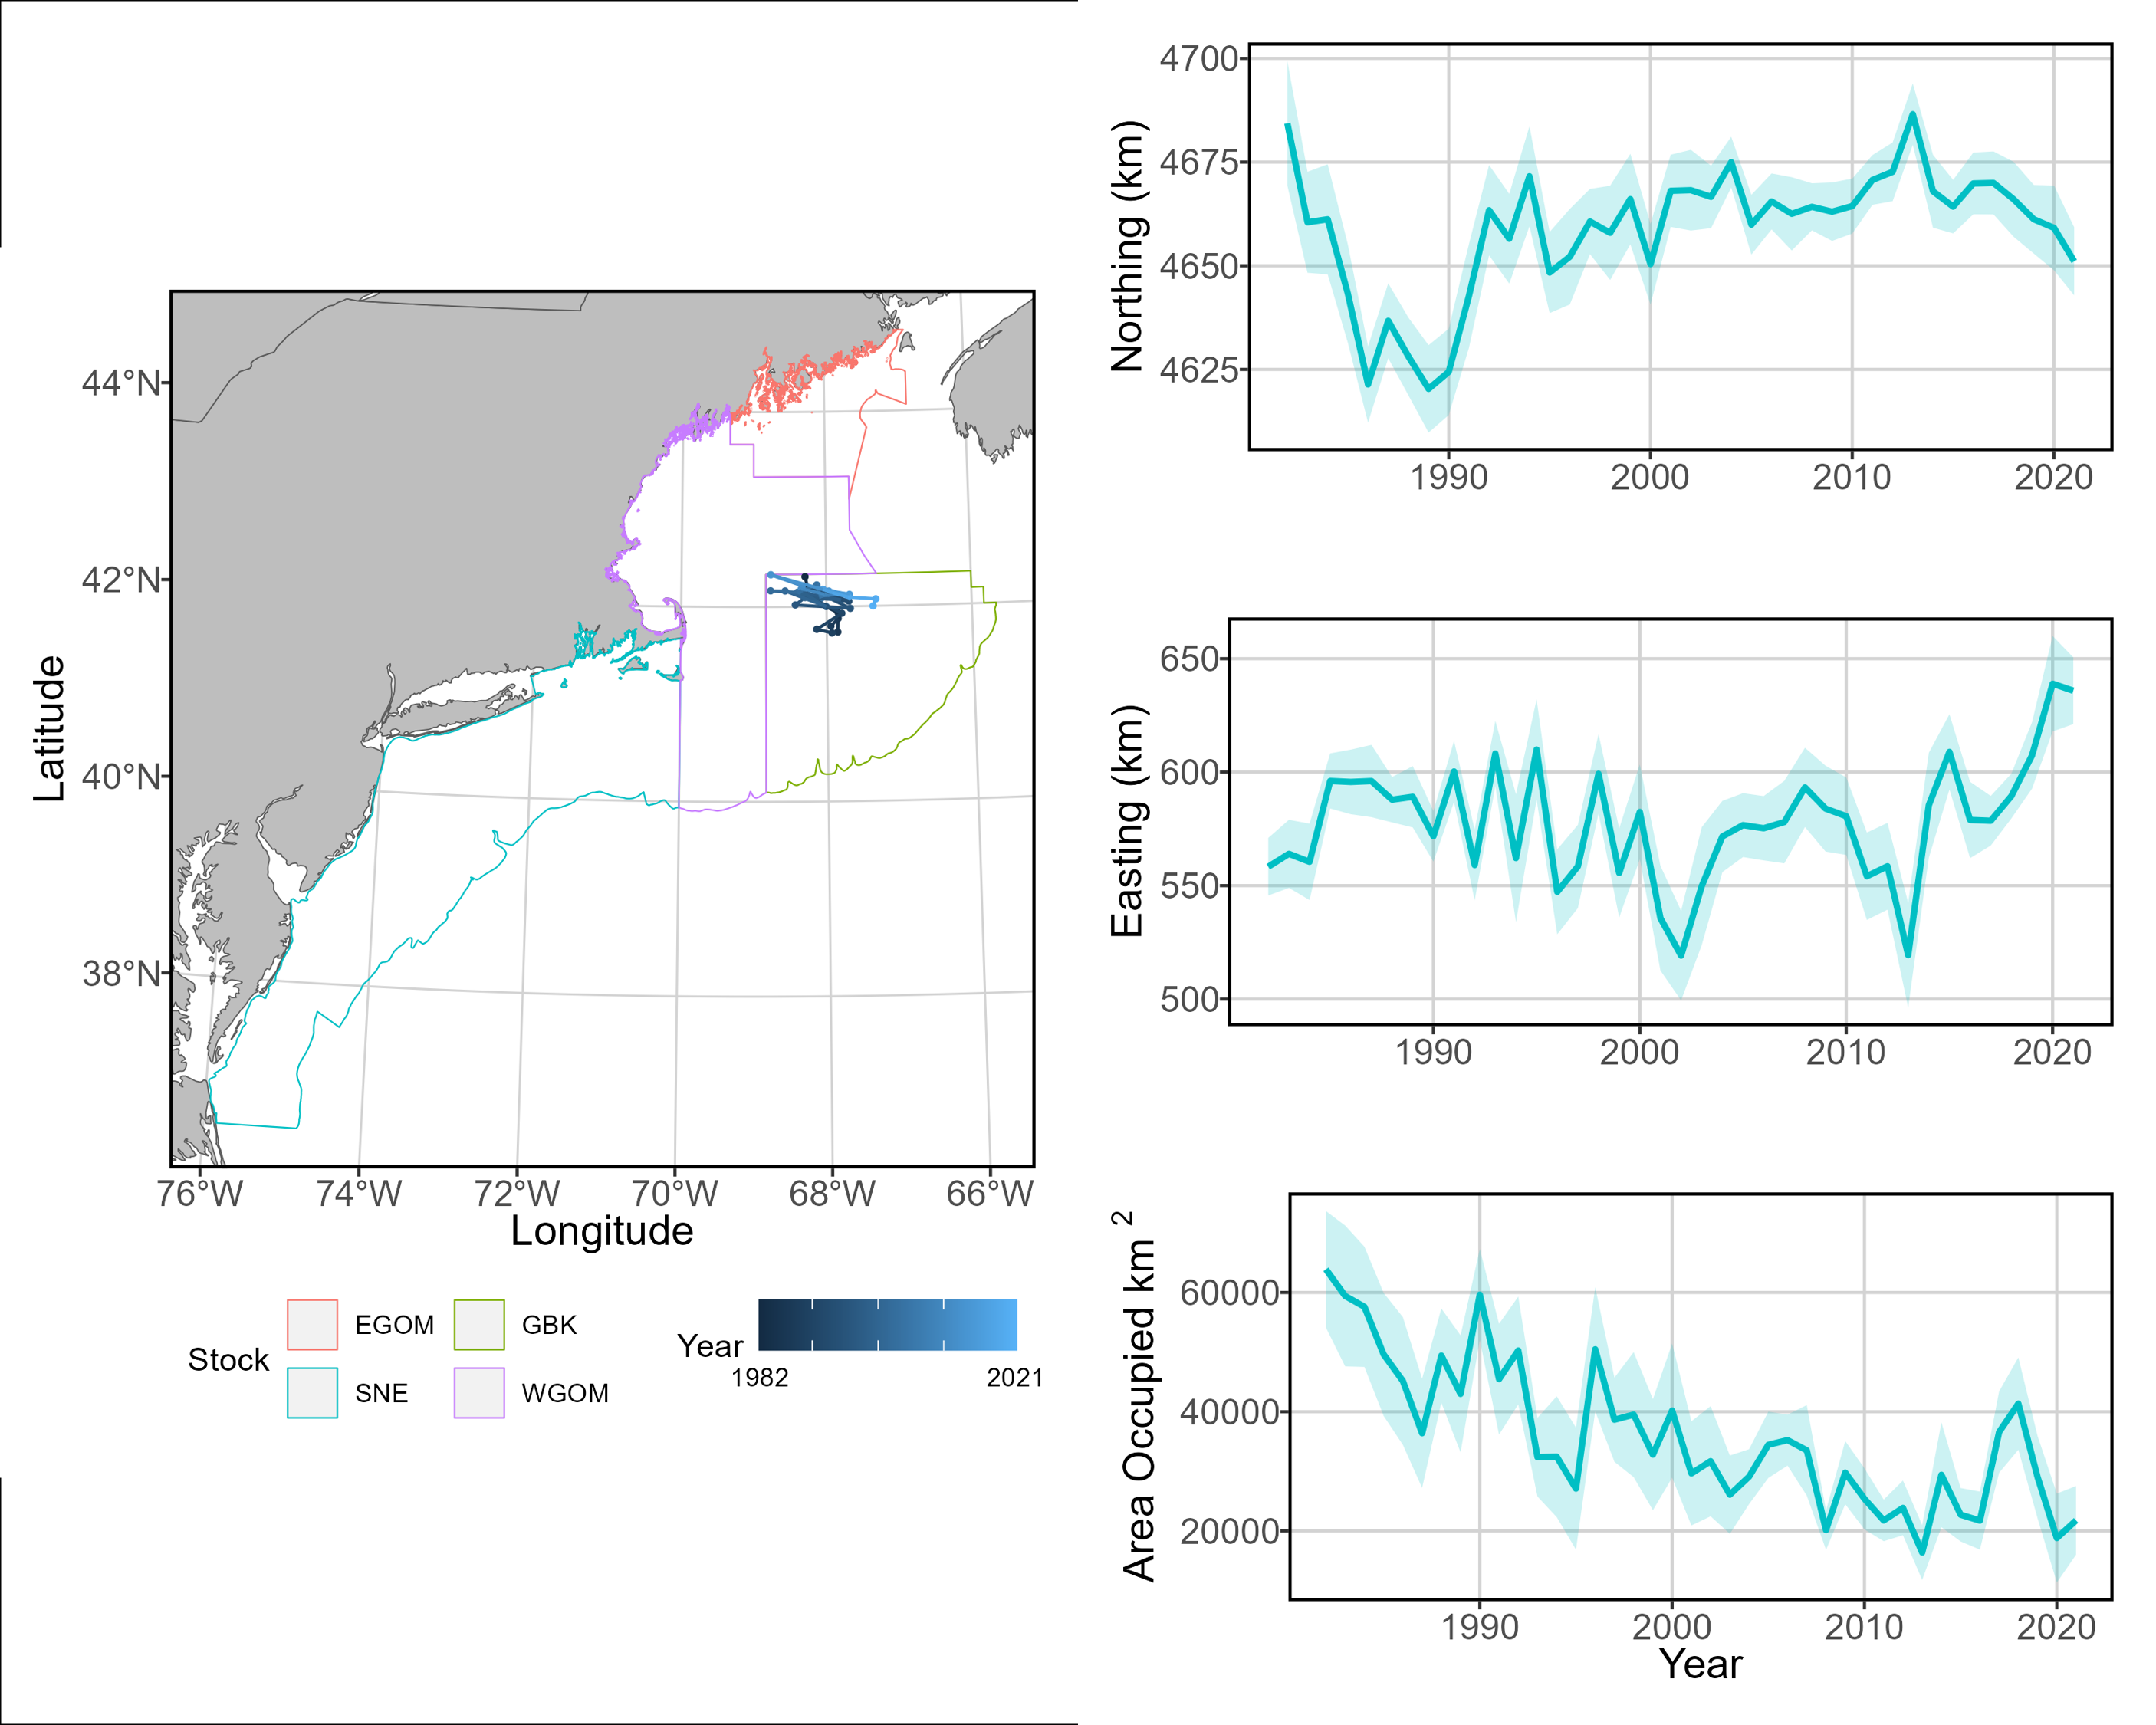 44°N
42°N
40°N
38°N
Latitude
76°W 74°W 72°W 70°W 68°W 66°W
Longitude
Stock
EGOM GBK
SNE WGOM
Year
1982 2021
Northing (km)
4700
4675
4650
4625
1990 2000 2010 2020
Easting (km)
650
600
550
500
1990 2000 2010 2020
Area Occupied km 2
60000
40000
20000
1990 2000 2010 2020
Year